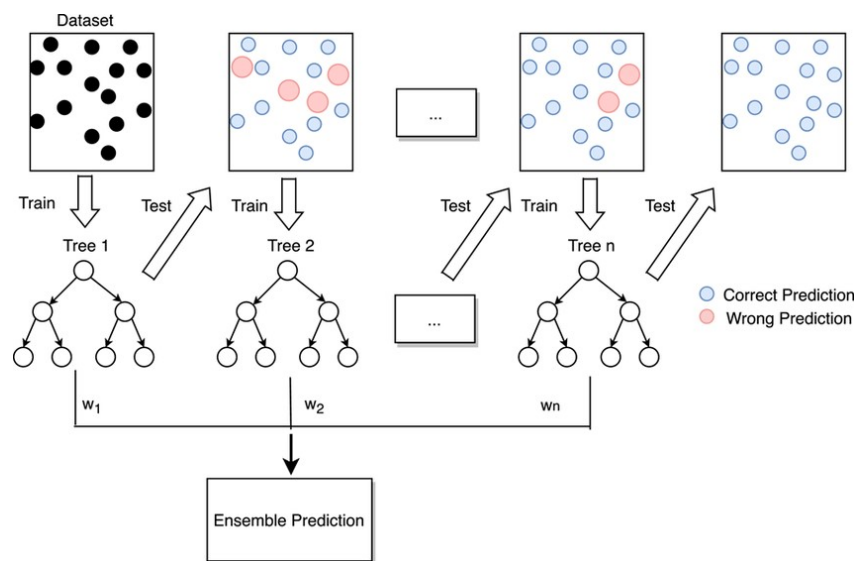 Dataset
...
Train
Test
Train
Test
Train
Test
Tree 1
Tree 2
Tree n
...
Correct Prediction
Wrong Prediction
w1
w2
wn
Ensemble Prediction